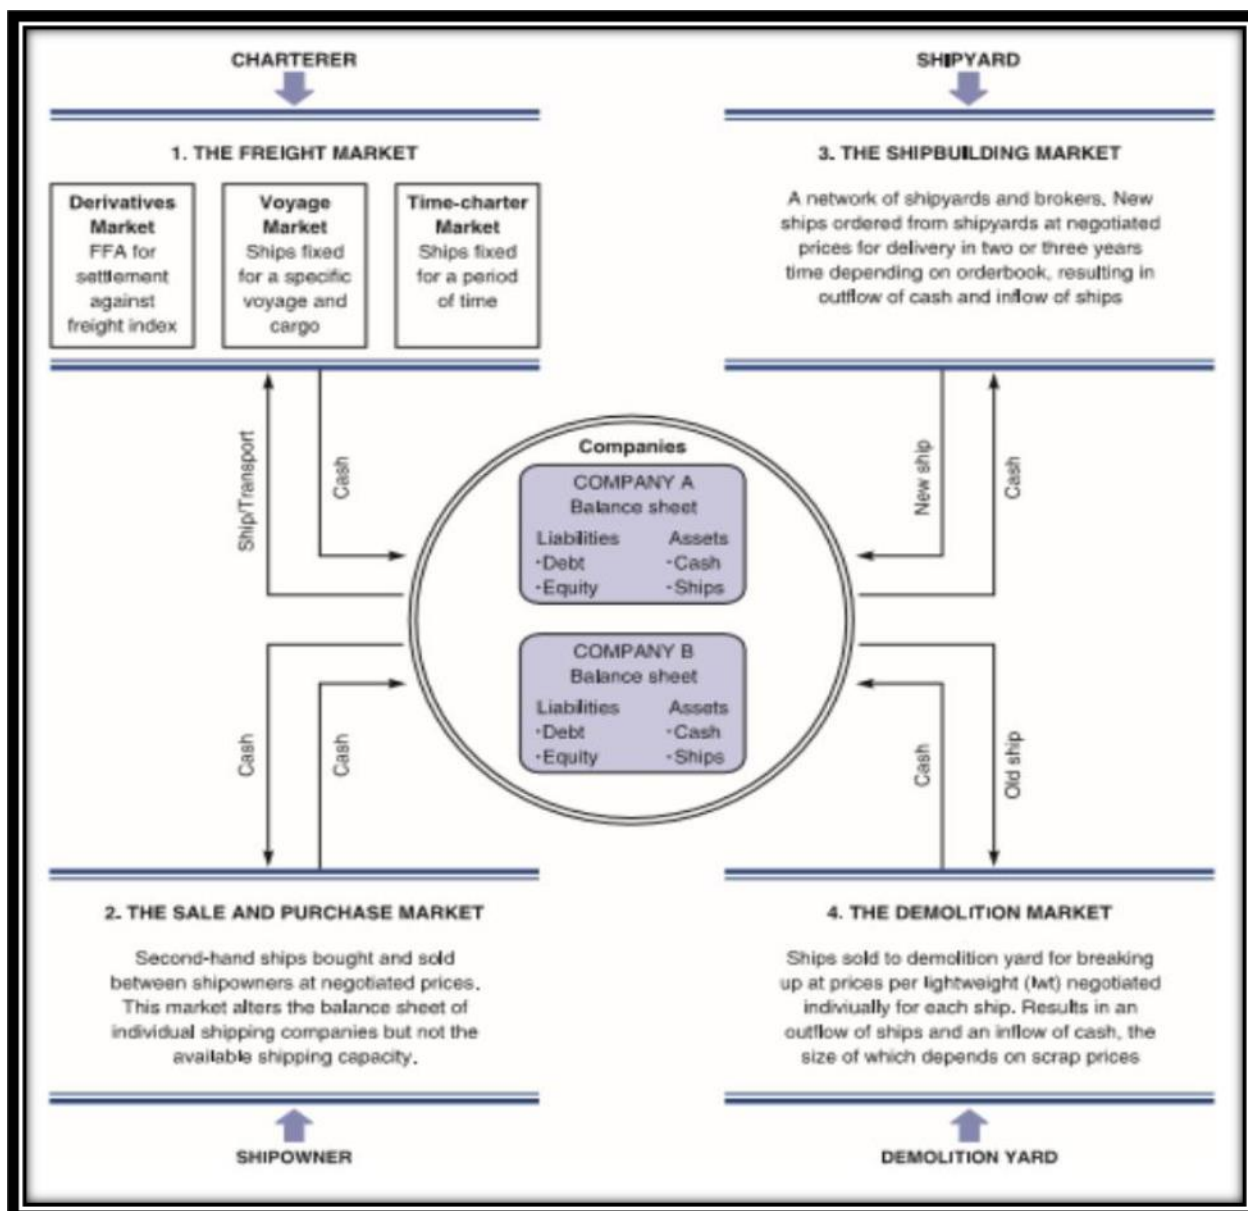 CHARTERER
1. THE FREIGHT MARKET
Derivatives
Market
FFA for
settlement
against
freight index
Voyage
Market
Ships fixed
for a specific
voyage and
cargo
Time-charter
Market
Ships fixed
for a period
of time
SHIPYARD
3. THE SHIPBUILDING MARKET
A network of shipyards and brokers. New
ships ordered from shipyards at negotiated
prices for delivery in two or three years
time depending on orderbook, resulting in
outflow of cash and inflow of ships
Ship/Transport
Cash
New ship
Cash
Companies
COMPANY A
Balance sheet
Liabilities Assets
·Debt ·Cash
·Equity ·Ships
COMPANY B
Balance sheet
Liabilities Assets
·Debt ·Cash
·Equity ·Ships
Cash
Cash
Cash
Old ship
2. THE SALE AND PURCHASE MARKET
Second-hand ships bought and sold
between shipowners at negotiated prices.
This market alters the balance sheet of
individual shipping companies but not the
available shipping capacity.
SHIPOWNER
4. THE DEMOLITION MARKET
Ships sold to demolition yard for breaking
up at prices per lightweight (lwt) negotiated
indiviually for each ship. Results in an
outflow of ships and an inflow of cash, the
size of which depends on scrap prices
DEMOLITION YARD